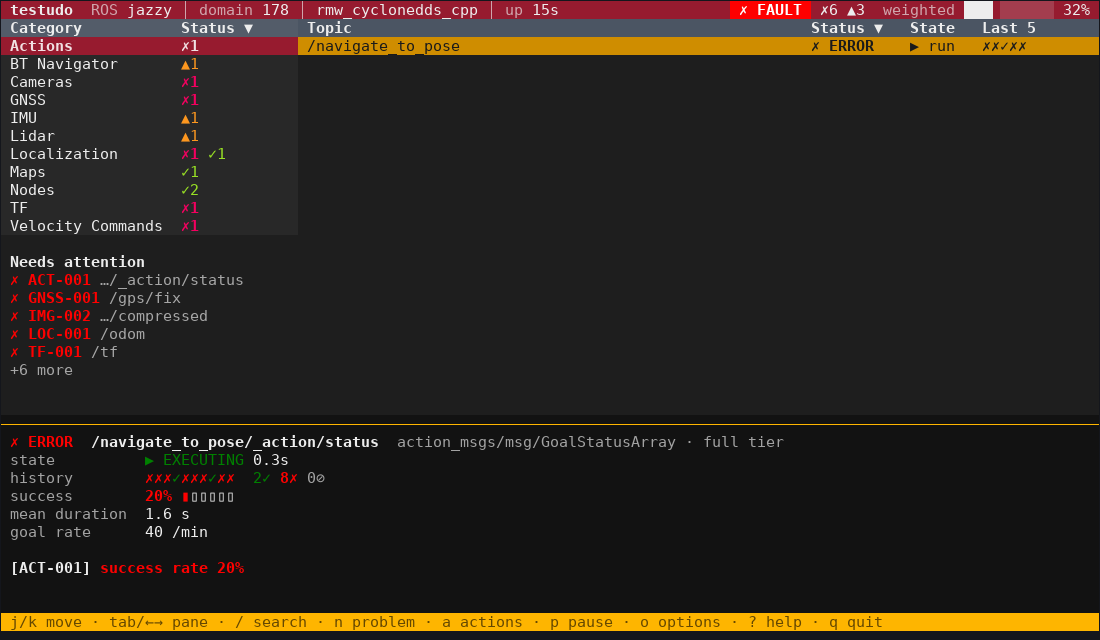 testudo ROS jazzy │ domain 178 │ rmw_cyclonedds_cpp │ up 15s ✗ FAULT ✗6 ▲3 weighted 32%
Category Status ▼ Topic Status ▼ State Last 5
Actions ✗1 /navigate_to_pose ✗ ERROR ▶ run ✗✗✓✗✗
BT Navigator ▲1
Cameras ✗1
GNSS ✗1
IMU ▲1
Lidar ▲1
Localization ✗1 ✓1
Maps ✓1
Nodes ✓2
TF ✗1
Velocity Commands ✗1
Needs attention
✗ ACT-001 …/_action/status
✗ GNSS-001 /gps/fix
✗ IMG-002 …/compressed
✗ LOC-001 /odom
✗ TF-001 /tf
+6 more
✗ ERROR /navigate_to_pose/_action/status action_msgs/msg/GoalStatusArray · full tier
state ▶ EXECUTING 0.3s
history ✗✗✗✓✗✗✗✓✗✗ 2✓ 8✗ 0⊘
success 20% ▮▯▯▯▯▯
mean duration 1.6 s
goal rate 40 /min
[ACT-001] success rate 20%
j/k move · tab/←→ pane · / search · n problem · a actions · p pause · o options · ? help · q quit